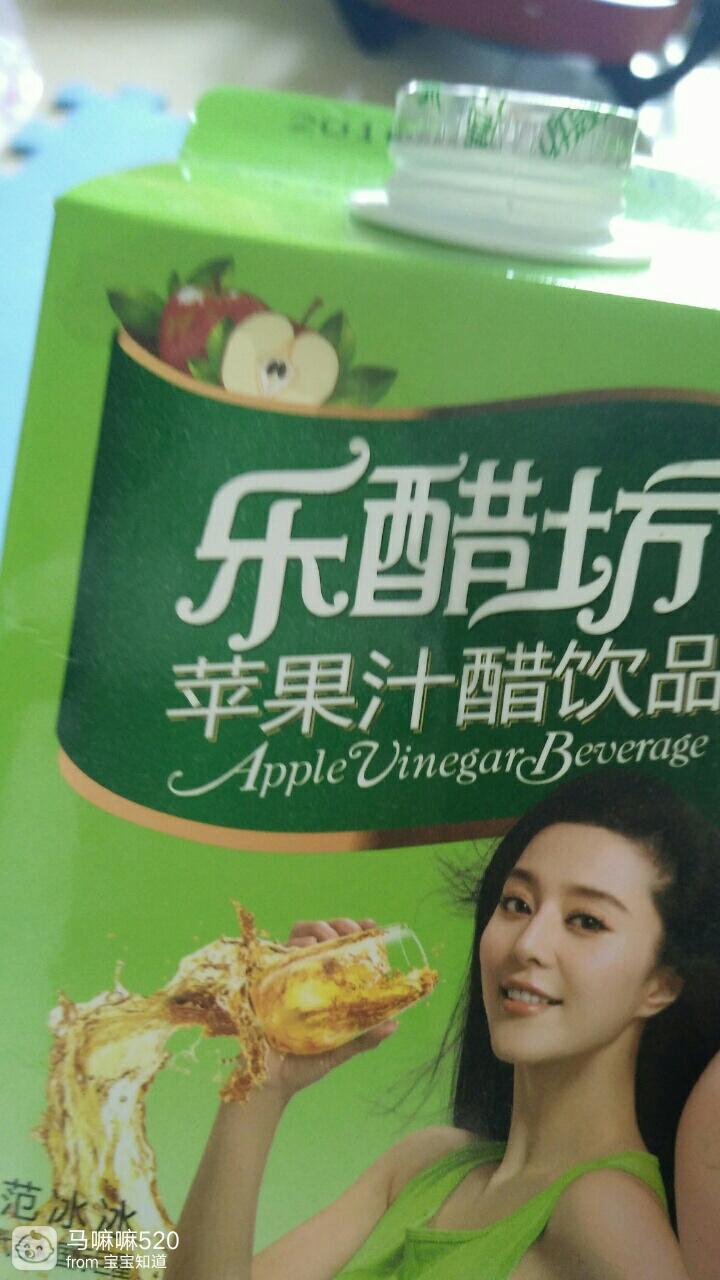 201
乐醋坊
苹果汁醋饮品
Apple Vinegar Beverage
范冰冰
马嘛嘛520
from 宝宝知道